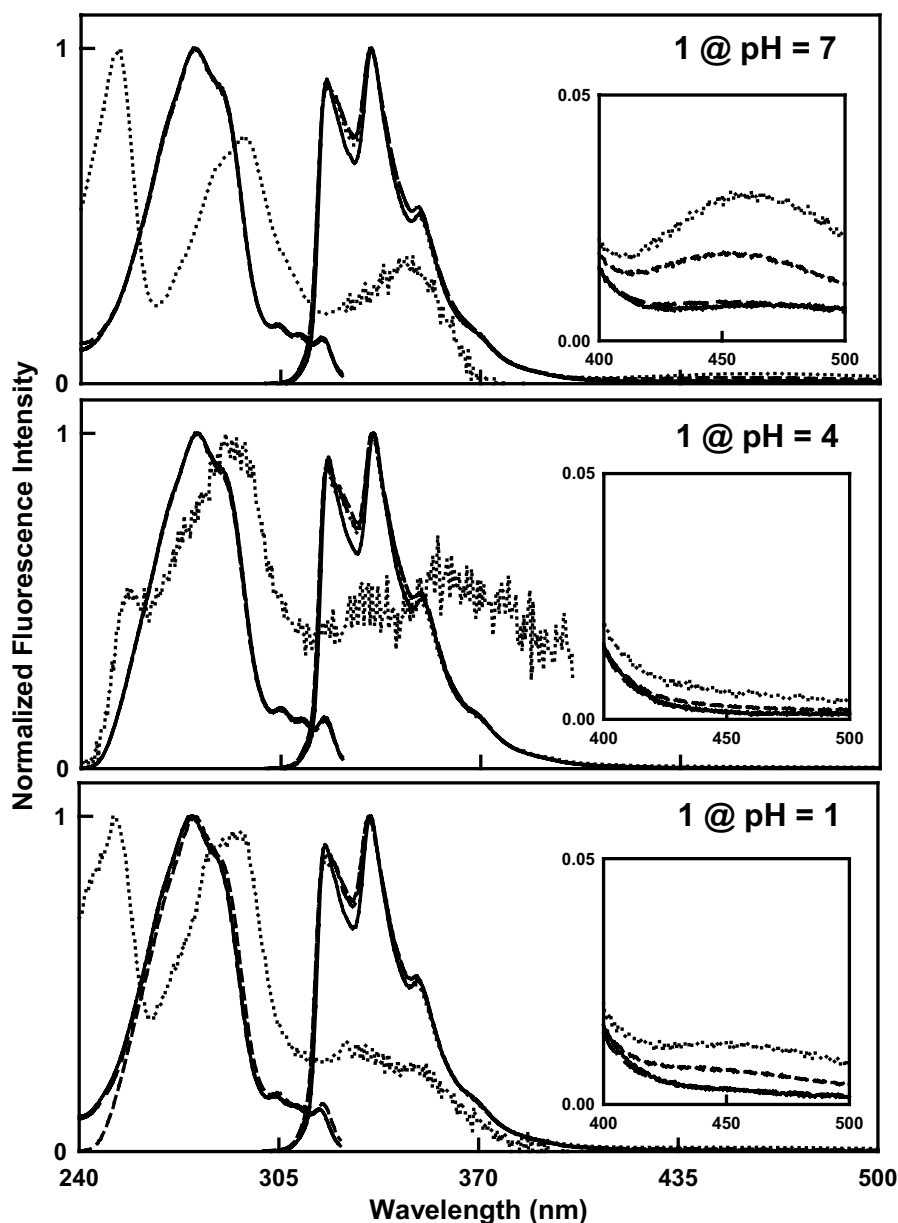 Normalized Fluorescence Intensity
1 @ pH = 7
1
0.05
0.00
400 450 500
0
1 @ pH = 4
1
0.05
0.00
400 450 500
0
1 @ pH = 1
1
0.05
0.00
400 450 500
0
240 305 370 435 500
Wavelength (nm)